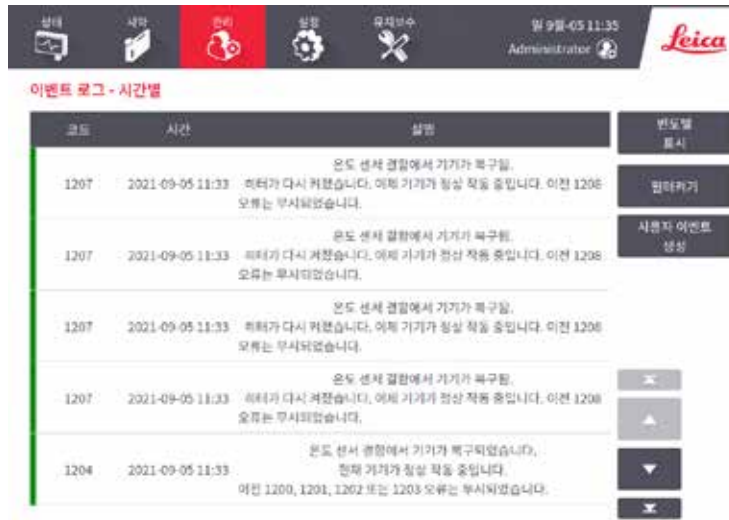 상태
시약
관리
설정
유지보수
일 9월-05 11:35
Administrator
Leica
이벤트 로그 - 시간별
빈도별
표시
필터켜기
사용자 이벤트
생성
코드 시간 설명
온도 센서 결함에서 기기가 복구됨.
1207 2021-09-05 11:33 히터가 다시 켜졌습니다. 이제 기기가 정상 작동 중입니다. 이전 1208
오류는 무시되었습니다.
온도 센서 결함에서 기기가 복구됨.
1207 2021-09-05 11:33 히터가 다시 켜졌습니다. 이제 기기가 정상 작동 중입니다. 이전 1208
오류는 무시되었습니다.
온도 센서 결함에서 기기가 복구됨.
1207 2021-09-05 11:33 히터가 다시 켜졌습니다. 이제 기기가 정상 작동 중입니다. 이전 1208
오류는 무시되었습니다.
온도 센서 결함에서 기기가 복구됨.
1207 2021-09-05 11:33 히터가 다시 켜졌습니다. 이제 기기가 정상 작동 중입니다. 이전 1208
오류는 무시되었습니다.
온도 센서 결함에서 기기가 복구되었습니다.
1204 2021-09-05 11:33 현재 기기가 정상 작동 중입니다.
이전 1200, 1201, 1202 또는 1203 오류는 무시되었습니다.